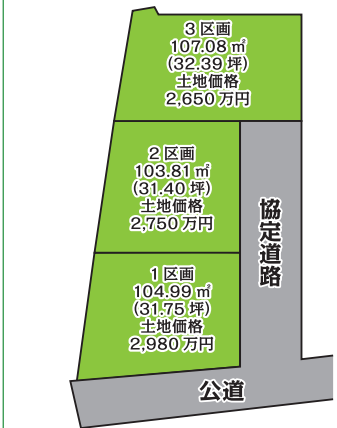 3区画
107.08㎡
(32.39坪)
土地価格
2,650万円
2区画
103.81㎡
(31.40坪)
土地価格
2,750万円
1区画
104.99㎡
(31.75坪)
土地価格
2,980万円
協定道路
公道